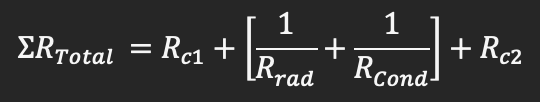 ΣR_Total = R_c1 + [1/R_rad + 1/R_Cond] + R_c2